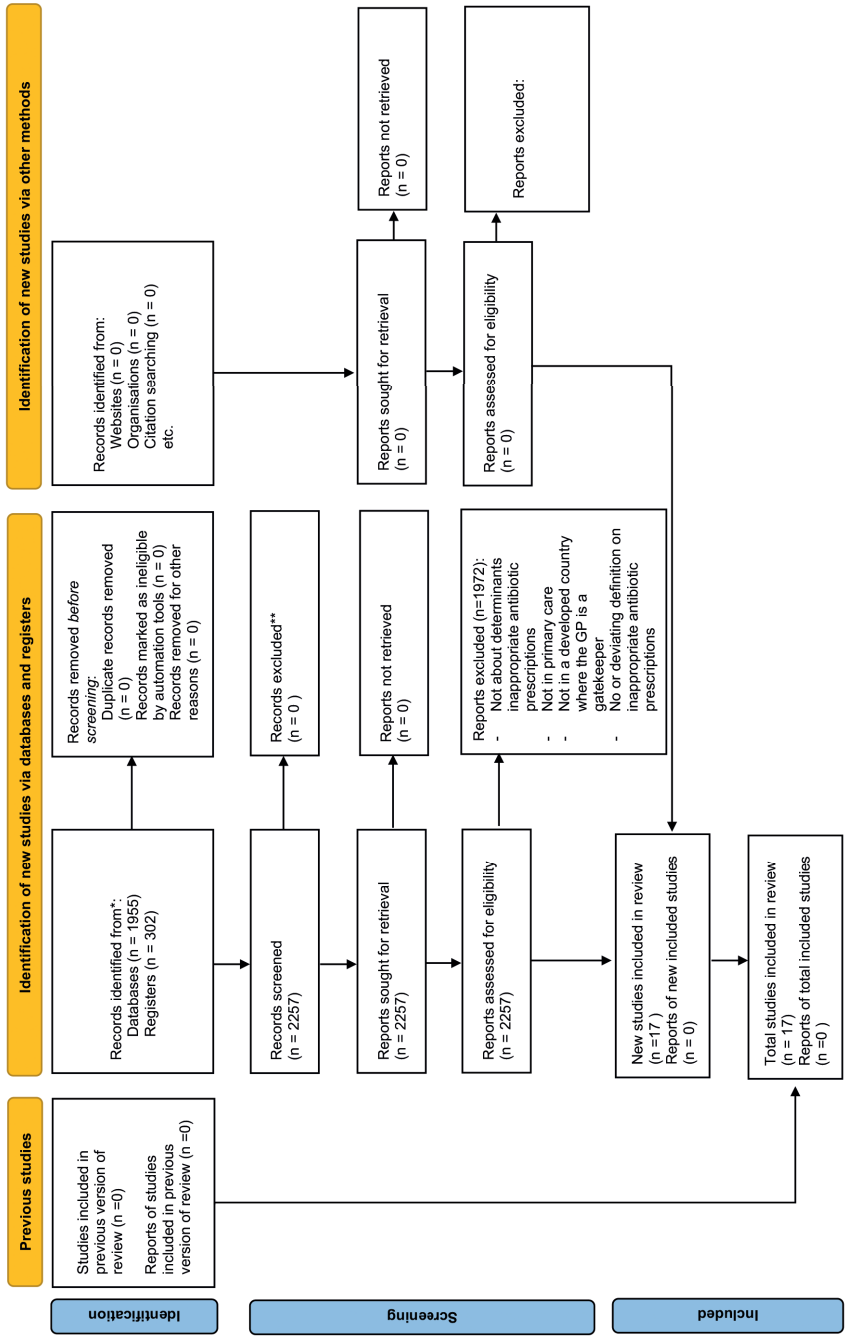 Previous studies
Identification of new studies via databases and registers
Identification of new studies via other methods
Identification
Studies included in
previous version of
review (n =0)
Reports of studies
included in previous
version of review (n =0)
Records identified from*:
Databases (n = 1955)
Registers (n = 302)
Records removed before
screening:
Duplicate records removed
(n = 0)
Records marked as ineligible
by automation tools (n = 0)
Records removed for other
reasons (n = 0)
Records identified from:
Websites (n = 0)
Organisations (n = 0)
Citation searching (n = 0)
etc.
Screening
Records screened
(n = 2257)
Records excluded**
(n = 0 )
Reports sought for retrieval
(n = 2257)
Reports not retrieved
(n = 0)
Reports sought for retrieval
(n = 0)
Reports not retrieved
(n = 0)
Reports assessed for eligibility
(n = 2257)
Reports excluded (n=1972):
- Not about determinants
inappropriate antibiotic
prescriptions
- Not in primary care
- Not in a developed country
where the GP is a
gatekeeper
- No or deviating definition on
inappropriate antibiotic
prescriptions
Reports assessed for eligibility
(n = 0)
Reports excluded:
Included
New studies included in review
(n =17 )
Reports of new included studies
(n = 0)
Total studies included in review
(n = 17)
Reports of total included studies
(n =0 )